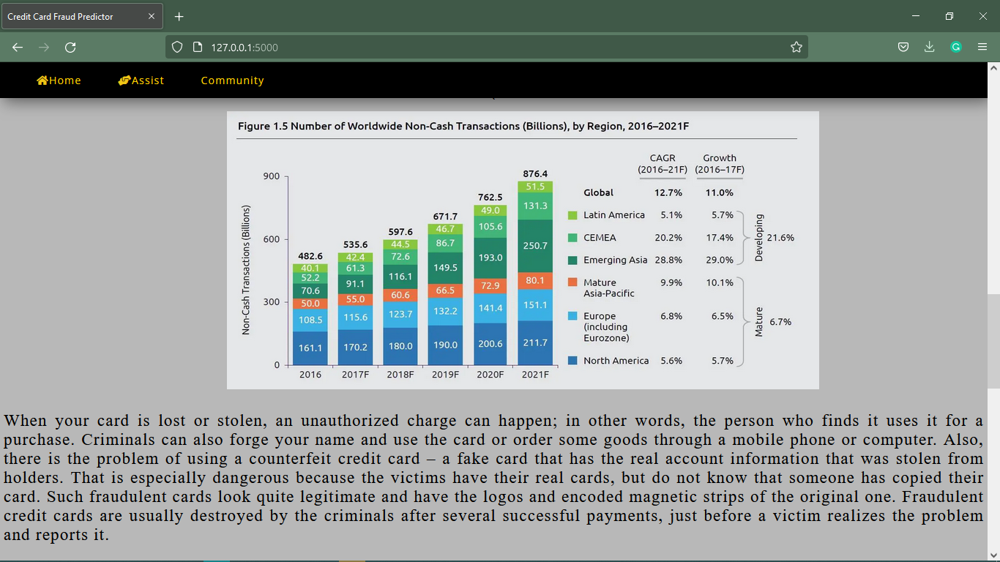 Credit Card Fraud Predictor
127.0.0.1:5000
Home Assist Community
Figure 1.5 Number of Worldwide Non-Cash Transactions (Billions), by Region, 2016–2021F
Non-Cash Transactions (Billions)
900
600
300
0
482.6 535.6 597.6 671.7 762.5 876.4
40.1 42.4 44.5 46.7 49.0 51.5
52.2 61.3 72.6 86.7 105.6 131.3
70.6 91.1 116.1 149.5 193.0 250.7
50.0 55.0 60.6 66.5 72.9 80.1
108.5 115.6 123.7 132.2 141.4 151.1
161.1 170.2 180.0 190.0 200.6 211.7
2016 2017F 2018F 2019F 2020F 2021F
CAGR Growth
(2016–21F) (2016–17F)
Global 12.7% 11.0%
Latin America 5.1% 5.7%
CEMEA 20.2% 17.4%
Emerging Asia 28.8% 29.0%
Developing 21.6%
Mature 9.9% 10.1%
Asia-Pacific
Europe 6.8% 6.5%
(including
Eurozone)
North America 5.6% 5.7%
Mature 6.7%
When your card is lost or stolen, an unauthorized charge can happen; in other words, the person who finds it uses it for a
purchase. Criminals can also forge your name and use the card or order some goods through a mobile phone or computer. Also,
there is the problem of using a counterfeit credit card – a fake card that has the real account information that was stolen from
holders. That is especially dangerous because the victims have their real cards, but do not know that someone has copied their
card. Such fraudulent cards look quite legitimate and have the logos and encoded magnetic strips of the original one. Fraudulent
credit cards are usually destroyed by the criminals after several successful payments, just before a victim realizes the problem
and reports it.